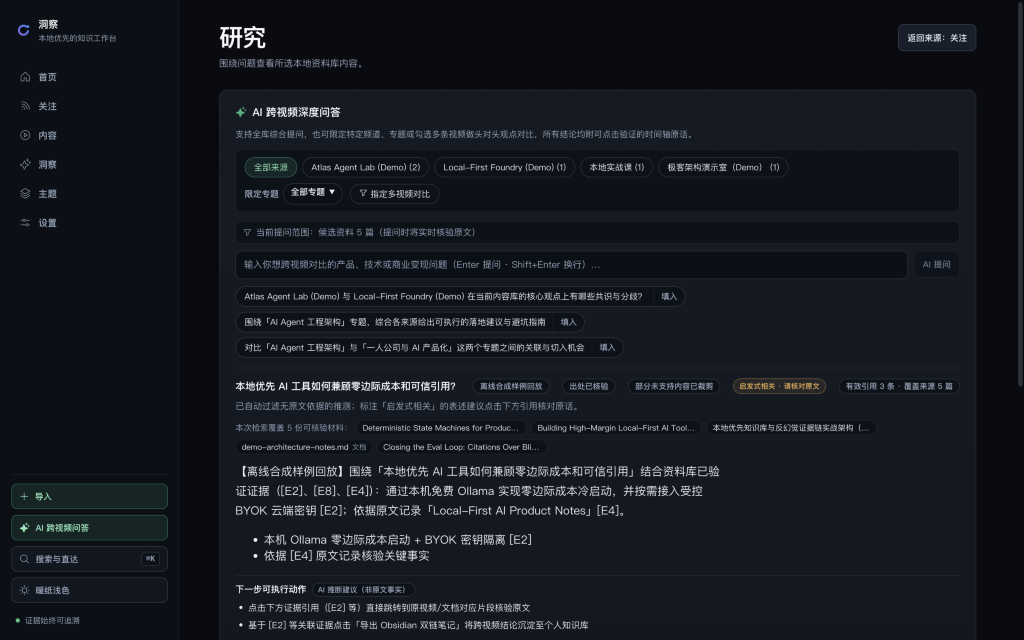 洞察
本地优先的知识工作台
首页
关注
内容
洞察
主题
设置
导入
AI 跨视频问答
搜索与直达
⌘K
暖纸浅色
证据始终可追溯
研究
围绕问题查看所选本地资料库内容。
返回来源：关注
AI 跨视频深度问答
支持全库综合提问，也可限定特定频道、专题或勾选多条视频做头对头观点对比，所有结论均附可点击验证的时间轴原话。
全部来源
Atlas Agent Lab (Demo) (2)
Local-First Foundry (Demo) (1)
本地实战课 (1)
极客架构演示室（Demo） (1)
限定专题
全部专题 ▼
指定多视频对比
当前提问范围：候选资料 5 篇（提问时将实时核验原文）
输入你想跨视频对比的产品、技术或商业变现问题（Enter 提问 · Shift+Enter 换行）...
AI 提问
Atlas Agent Lab (Demo) 与 Local-First Foundry (Demo) 在当前内容库的核心观点上有哪些共识与分歧？
填入
围绕「AI Agent 工程架构」专题，综合各来源给出可执行的落地建议与避坑指南
填入
对比「AI Agent 工程架构」与「一人公司与 AI 产品化」这两个专题之间的关联与切入机会
填入
本地优先 AI 工具如何兼顾零边际成本和可信引用？
离线合成样例回放
出处已核验
部分未支持内容已裁剪
启发式相关 · 请核对原文
有效引用 3 条 · 覆盖来源 5 篇
已自动过滤无原文依据的推测；标注「启发式相关」的表述建议点击下方引用核对原话。
本次检索覆盖 5 份可核验材料：
Deterministic State Machines for Produc...
Building High-Margin Local-First AI Tool...
本地优先知识库与反幻觉证据链实战架构（...
demo-architecture-notes.md 文档
Closing the Eval Loop: Citations Over Bli...
【离线合成样例回放】围绕「本地优先 AI 工具如何兼顾零边际成本和可信引用」结合资料库已验
证证据（[E2]、[E8]、[E4]）：通过本机免费 Ollama 实现零边际成本冷启动，并按需接入受控
BYOK 云端密钥 [E2]；依据原文记录「Local-First AI Product Notes」[E4]。
• 本机 Ollama 零边际成本启动 + BYOK 密钥隔离 [E2]
• 依据 [E4] 原文记录核验关键事实
下一步可执行动作
AI 推断建议（非原文事实）
• 点击下方证据引用（[E2] 等）直接跳转到原视频/文档对应片段核验原文
• 基于 [E2] 等关联证据点击「导出 Obsidian 双链笔记」将跨视频结论沉淀至个人知识库